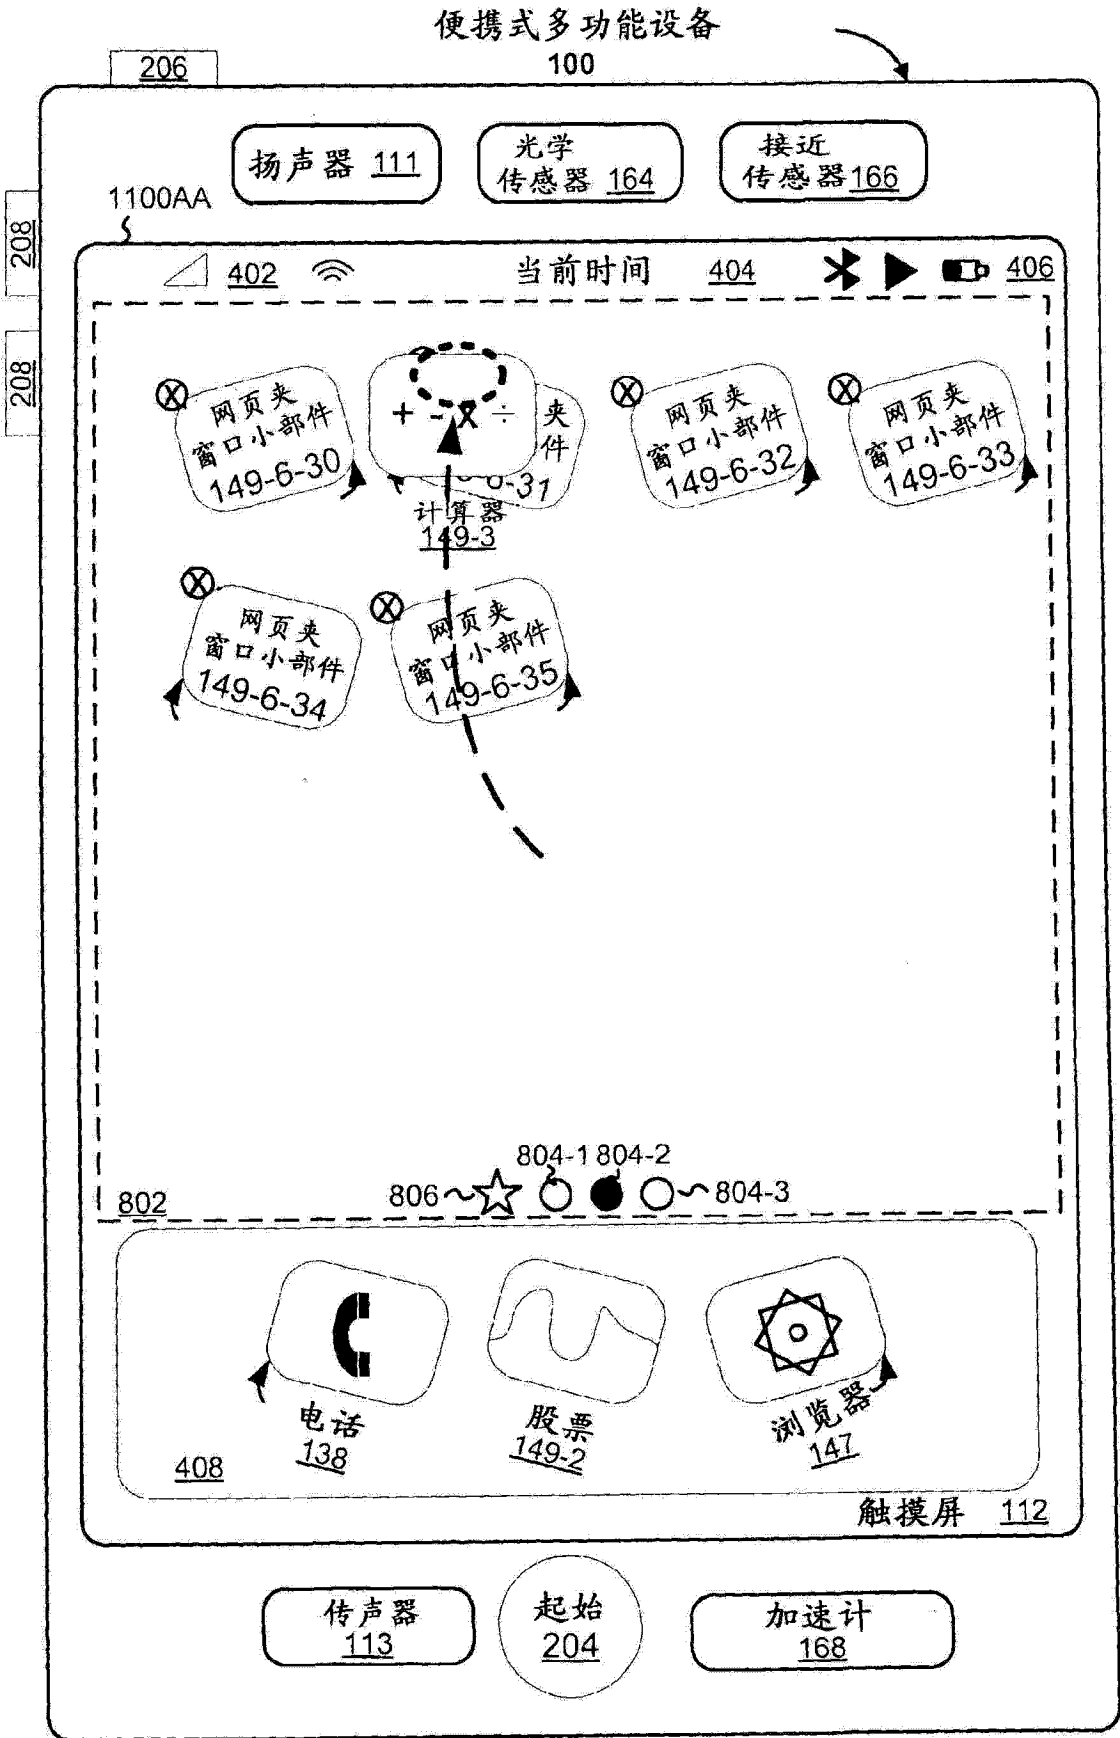 便携式多功能设备
100
206
扬声器 111
光学
传感器 164
接近
传感器 166
1100AA
208
208
402
当前时间
404
406
网页夹
窗口小部件
149-6-30
+ - x ÷
夹
件
6-31
计算器
149-3
网页夹
窗口小部件
149-6-32
网页夹
窗口小部件
149-6-33
网页夹
窗口小部件
149-6-34
网页夹
窗口小部件
149-6-35
804-1
804-2
806
804-3
802
电话
138
股票
149-2
浏览器
147
408
触摸屏 112
传声器
113
起始
204
加速计
168